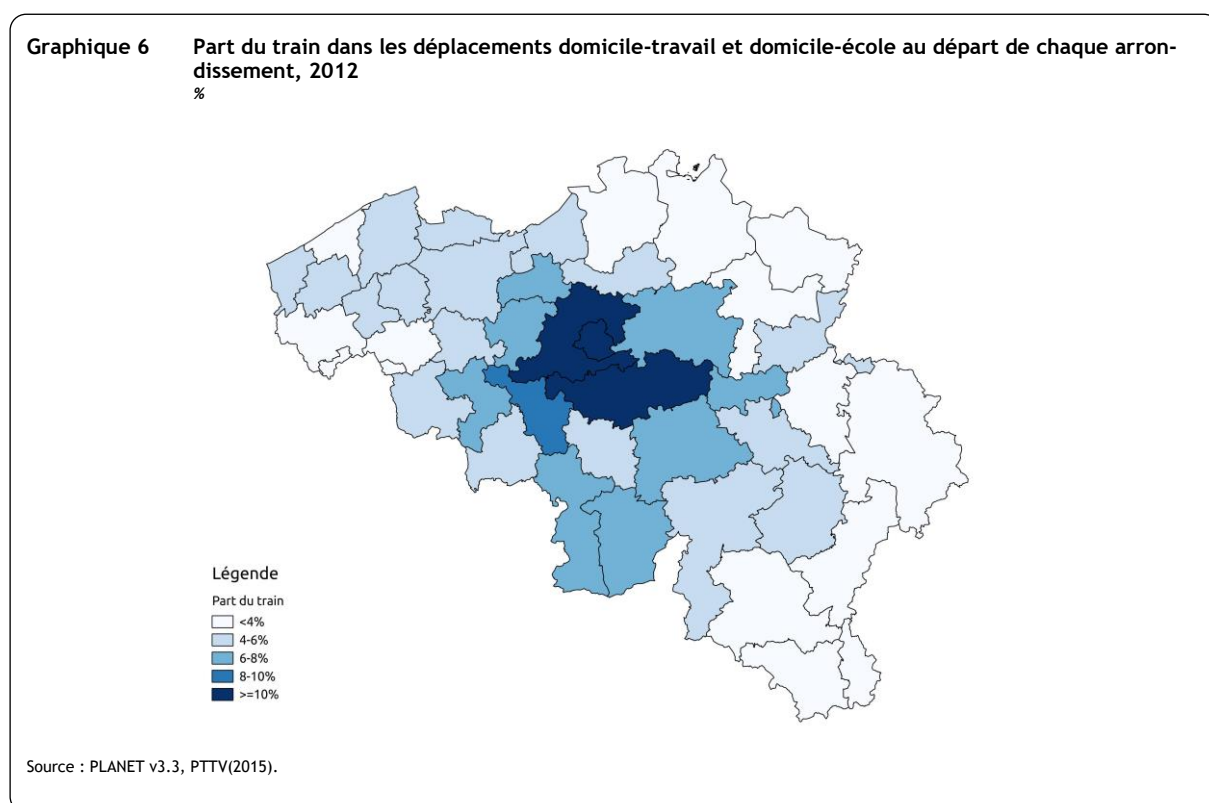 Graphique 6 Part du train dans les déplacements domicile-travail et domicile-école au départ de chaque arron-
dissement, 2012
%
Légende
Part du train
<4%
4-6%
6-8%
8-10%
>=10%
Source : PLANET v3.3, PTTV(2015).